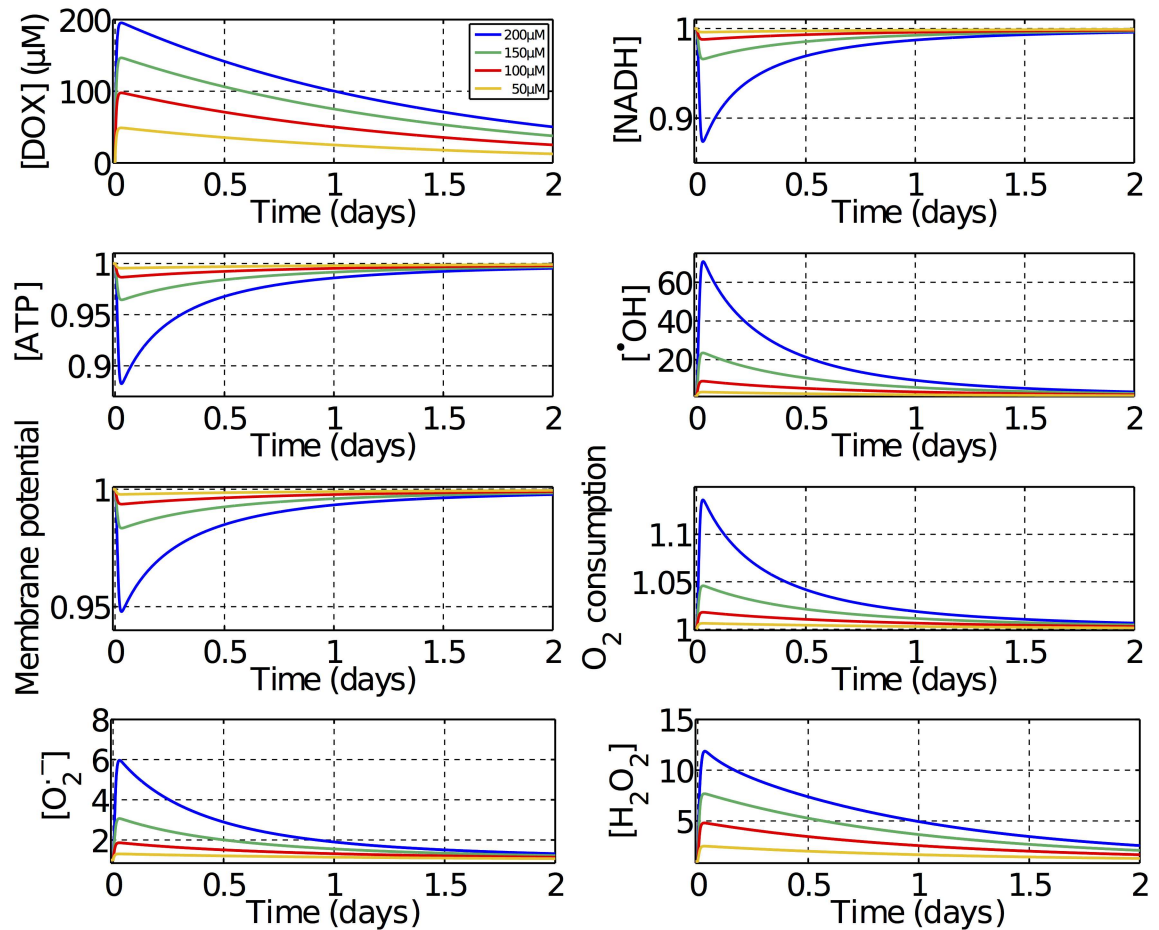 [DOX] (μM)
200
100
0
200μM
150μM
100μM
50μM
0 0.5 1 1.5 2
Time (days)
[NADH]
1
0.9
0 0.5 1 1.5 2
Time (days)
[ATP]
1
0.95
0.9
0 0.5 1 1.5 2
Time (days)
[•OH]
60
40
20
0 0.5 1 1.5 2
Time (days)
Membrane potential
1
0.95
0 0.5 1 1.5 2
Time (days)
O₂ consumption
1.1
1.05
1
0 0.5 1 1.5 2
Time (days)
[O₂·⁻]
8
6
4
2
0 0.5 1 1.5 2
Time (days)
[H₂O₂]
15
10
5
0 0.5 1 1.5 2
Time (days)